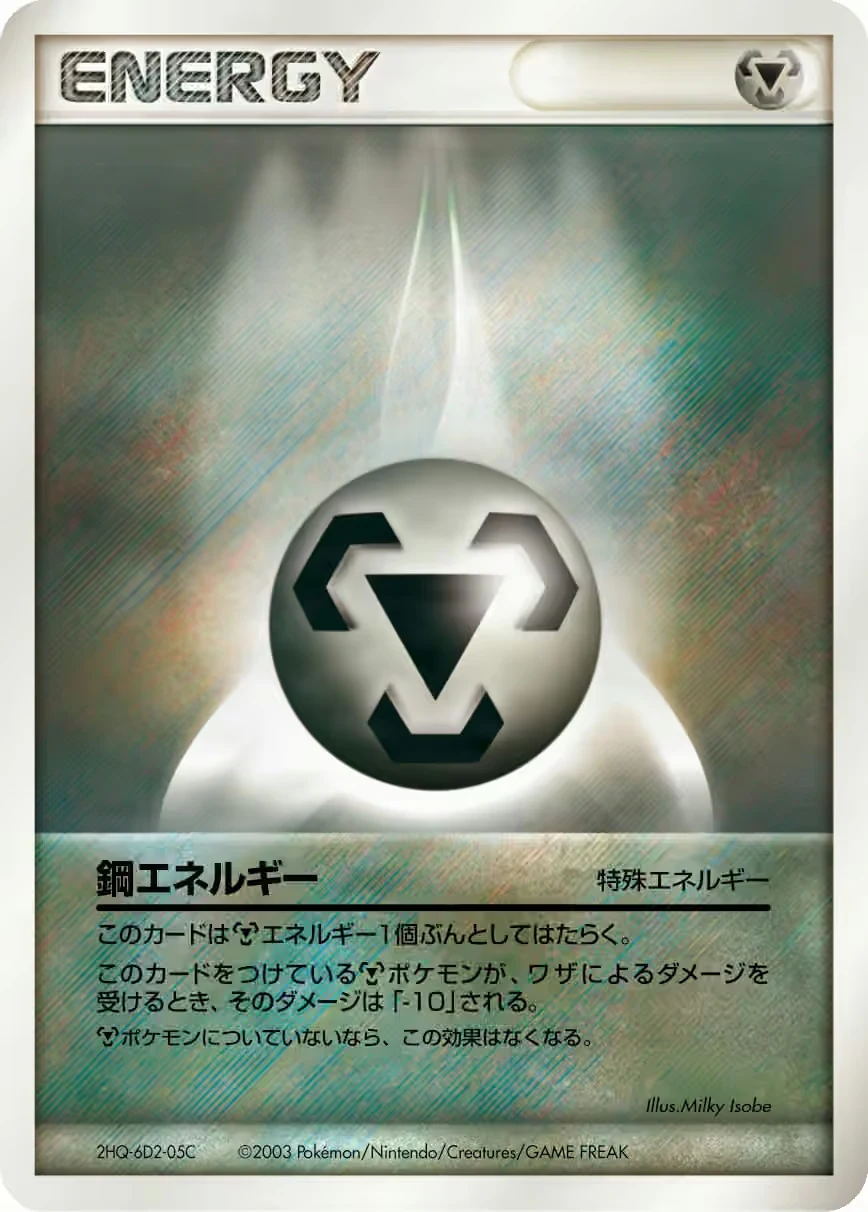 ENERGY
鋼エネルギー
特殊エネルギー
このカードはエネルギー1個ぶんとしてはたらく。
このカードをつけているポケモンが、ワザによるダメージを
受けるとき、そのダメージは「-10」される。
ポケモンについていないなら、この効果はなくなる。
Illus.Milky Isobe
2HQ-6D2-05C ©2003 Pokémon/Nintendo/Creatures/GAME FREAK